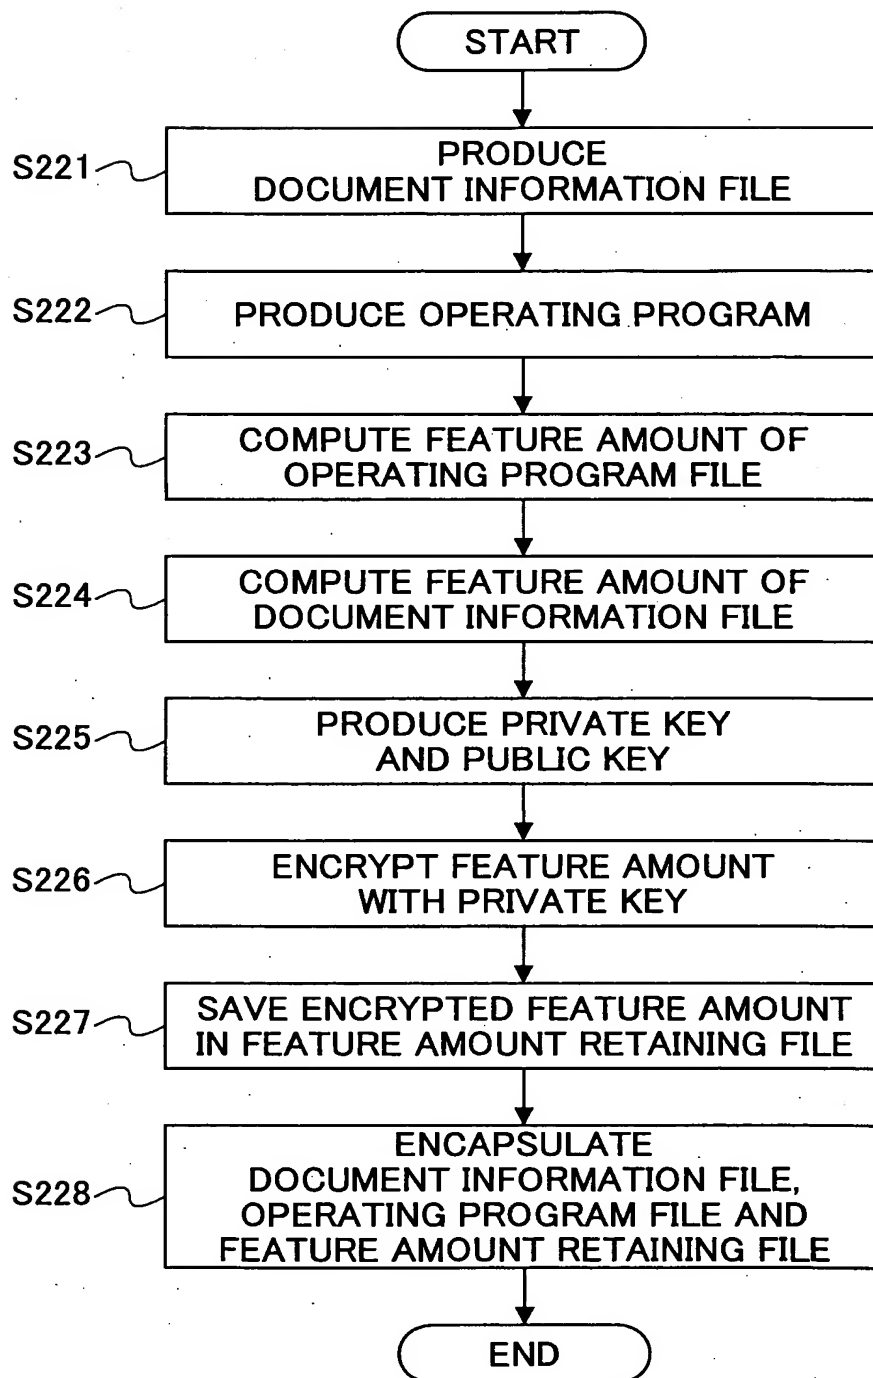 START
S221
PRODUCE
DOCUMENT INFORMATION FILE
S222
PRODUCE OPERATING PROGRAM
S223
COMPUTE FEATURE AMOUNT OF
OPERATING PROGRAM FILE
S224
COMPUTE FEATURE AMOUNT OF
DOCUMENT INFORMATION FILE
S225
PRODUCE PRIVATE KEY
AND PUBLIC KEY
S226
ENCRYPT FEATURE AMOUNT
WITH PRIVATE KEY
S227
SAVE ENCRYPTED FEATURE AMOUNT
IN FEATURE AMOUNT RETAINING FILE
S228
ENCAPSULATE
DOCUMENT INFORMATION FILE,
OPERATING PROGRAM FILE AND
FEATURE AMOUNT RETAINING FILE
END